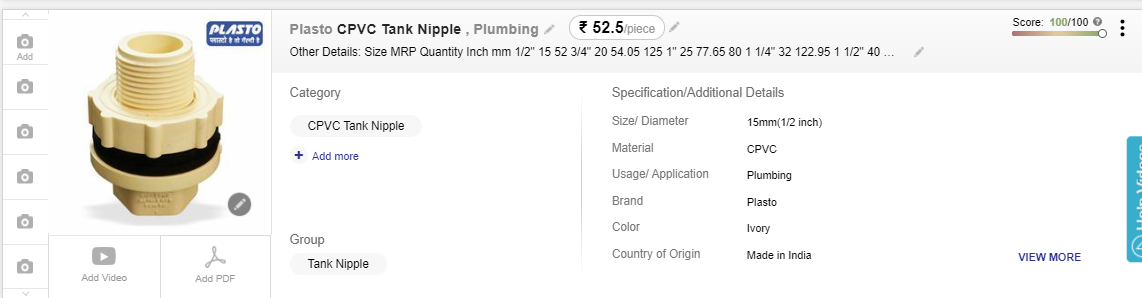 PLASTO
प्लास्टो है तो गॅरन्टी है
Plasto CPVC Tank Nipple , Plumbing
₹ 52.5/piece
Score: 100/100
Other Details: Size MRP Quantity Inch mm 1/2" 15 52 3/4" 20 54.05 125 1" 25 77.65 80 1 1/4" 32 122.95 1 1/2" 40 ...
Add
Category
CPVC Tank Nipple
+ Add more
Group
Tank Nipple
Specification/Additional Details
Size/ Diameter 15mm(1/2 inch)
Material CPVC
Usage/ Application Plumbing
Brand Plasto
Color Ivory
Country of Origin Made in India
VIEW MORE
Add Video
Add PDF
Help Videos